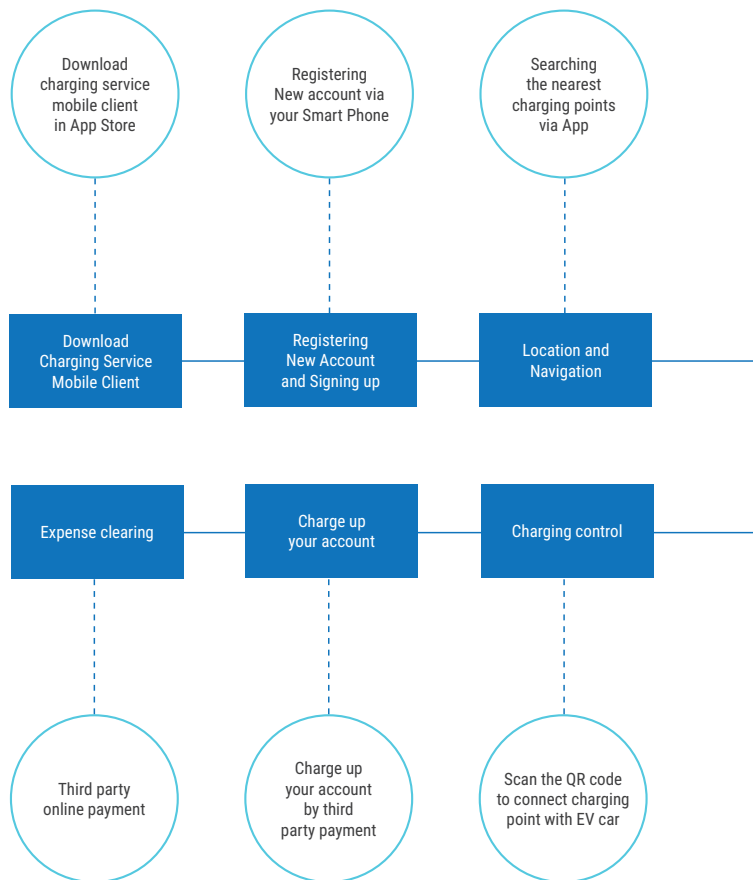 Download
charging service
mobile client
in App Store
Registering
New account via
your Smart Phone
Searching
the nearest
charging points
via App
Download
Charging Service
Mobile Client
Registering
New Account
and Signing up
Location and
Navigation
Expense clearing
Charge up
your account
Charging control
Third party
online payment
Charge up
your account
by third
party payment
Scan the QR code
to connect charging
point with EV car